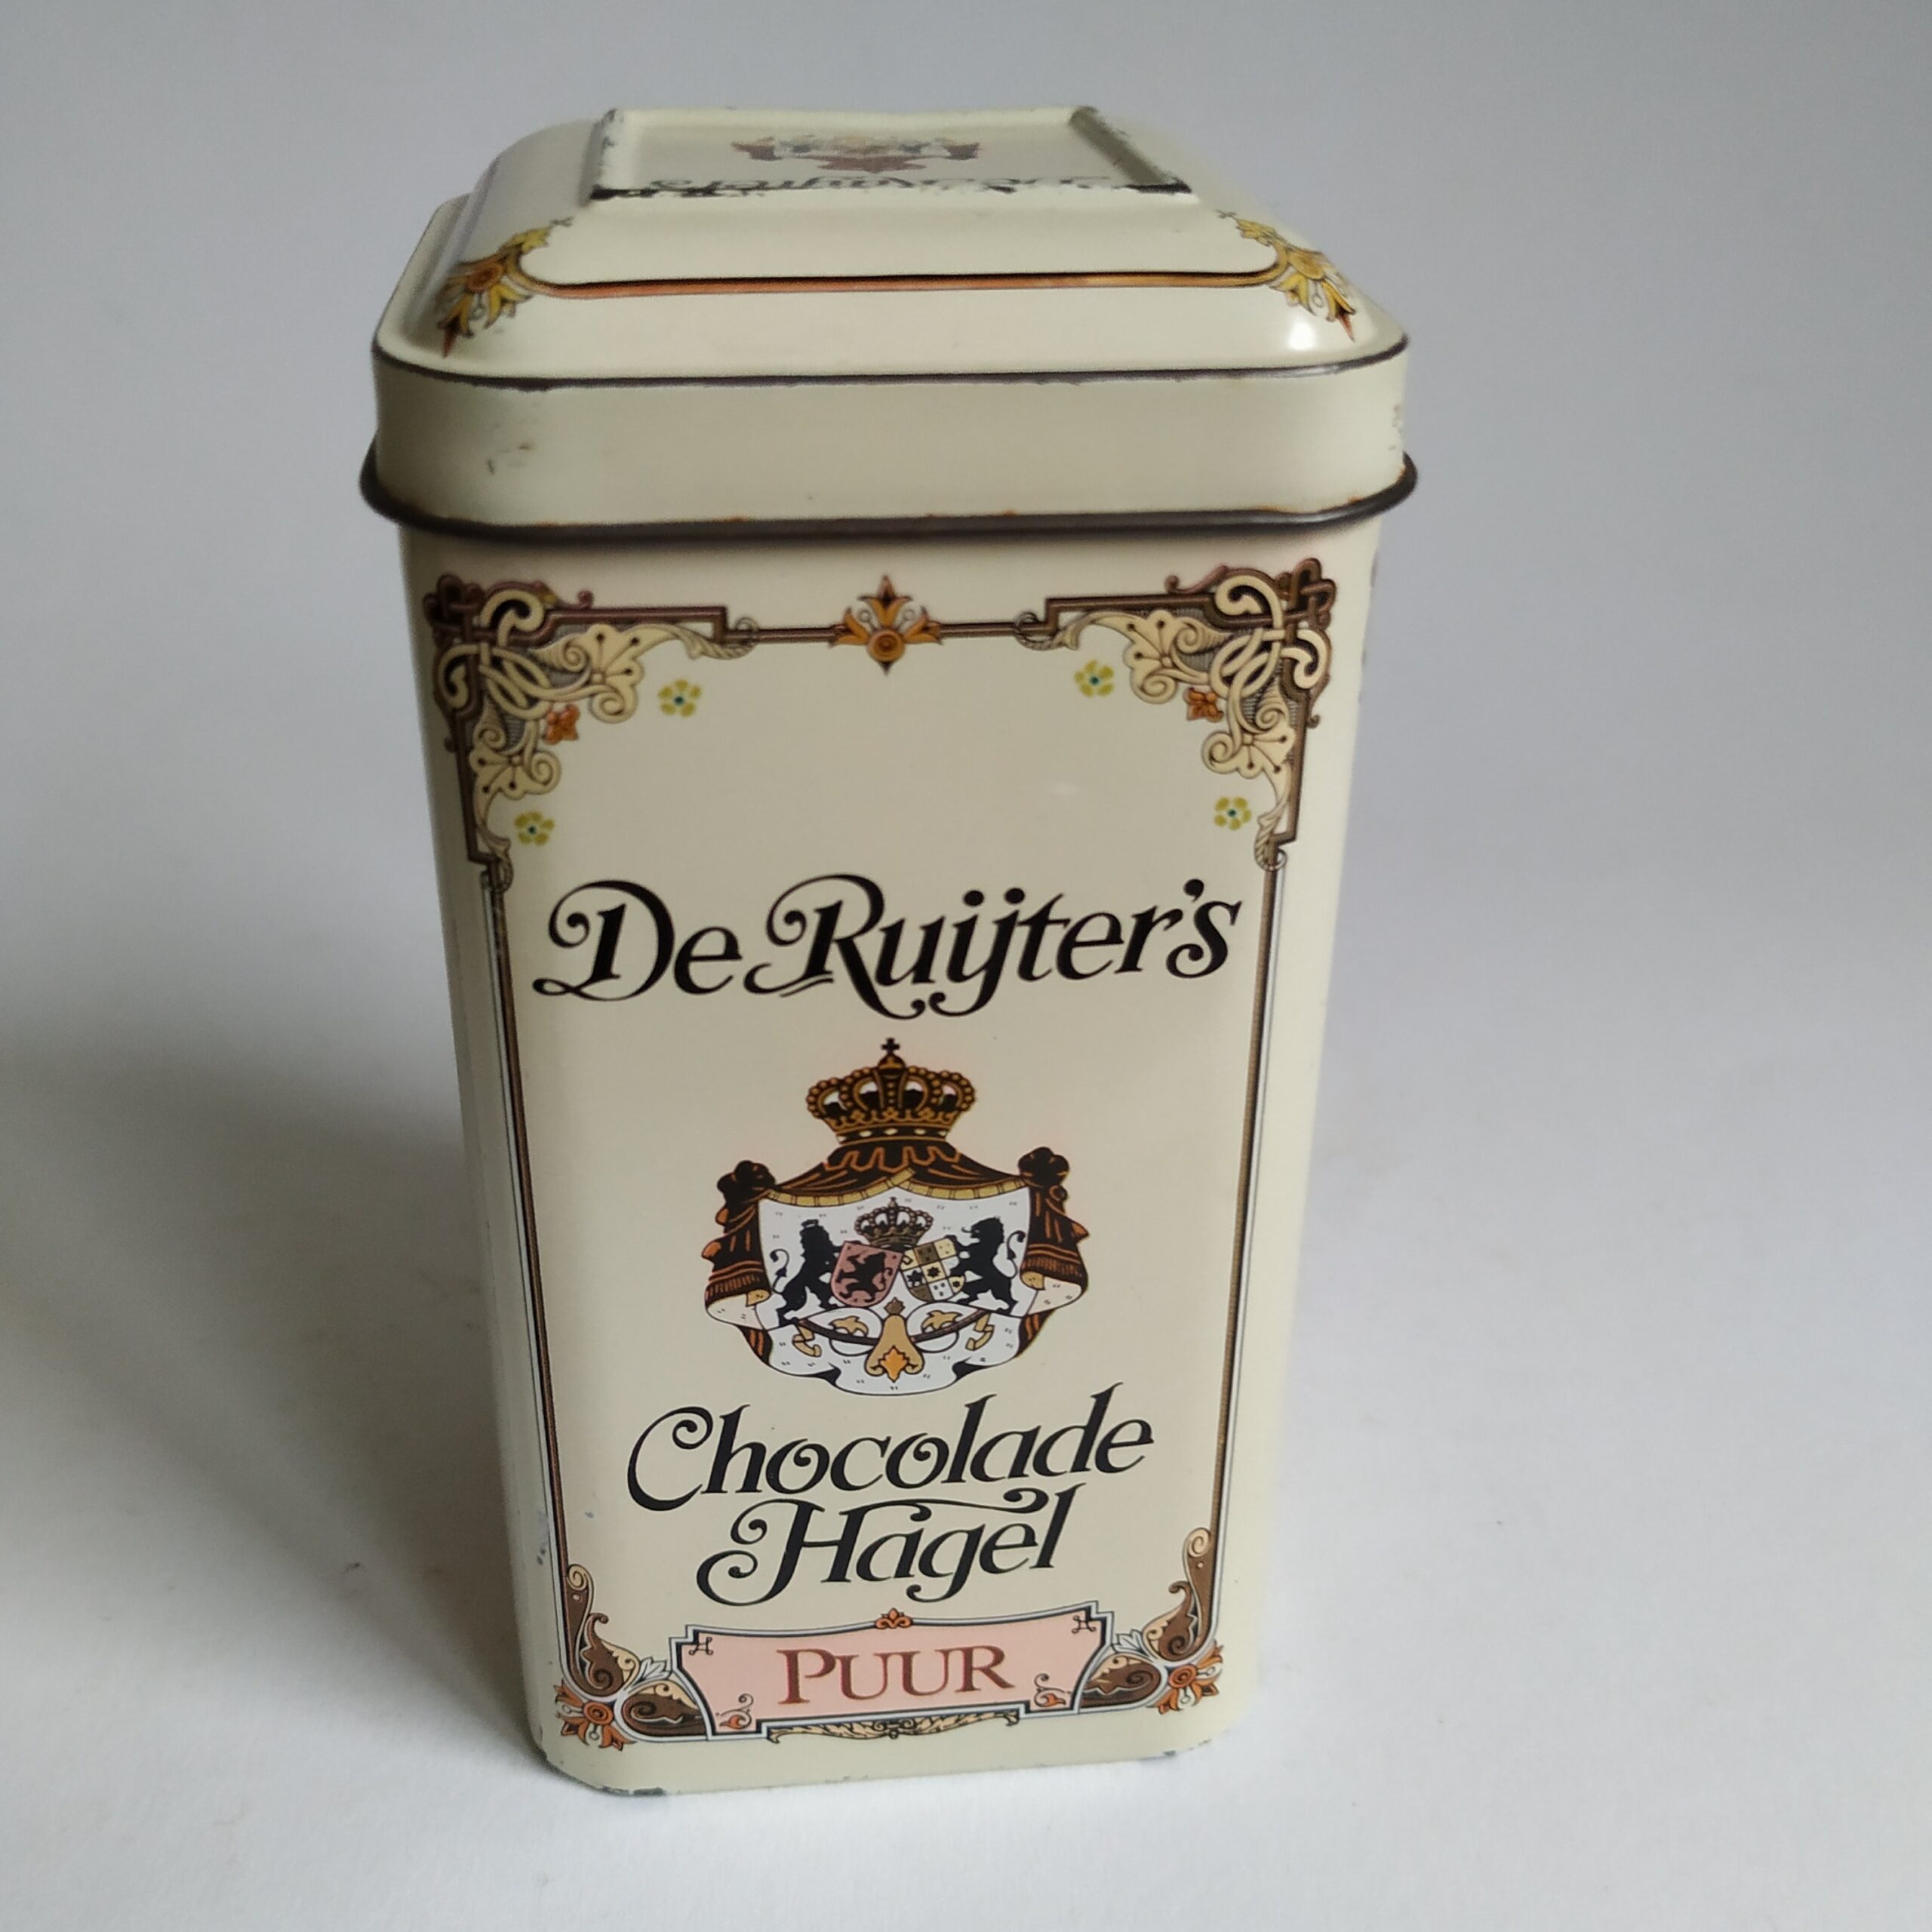 De Ruijter's
Chocolade
Hagel
PUUR